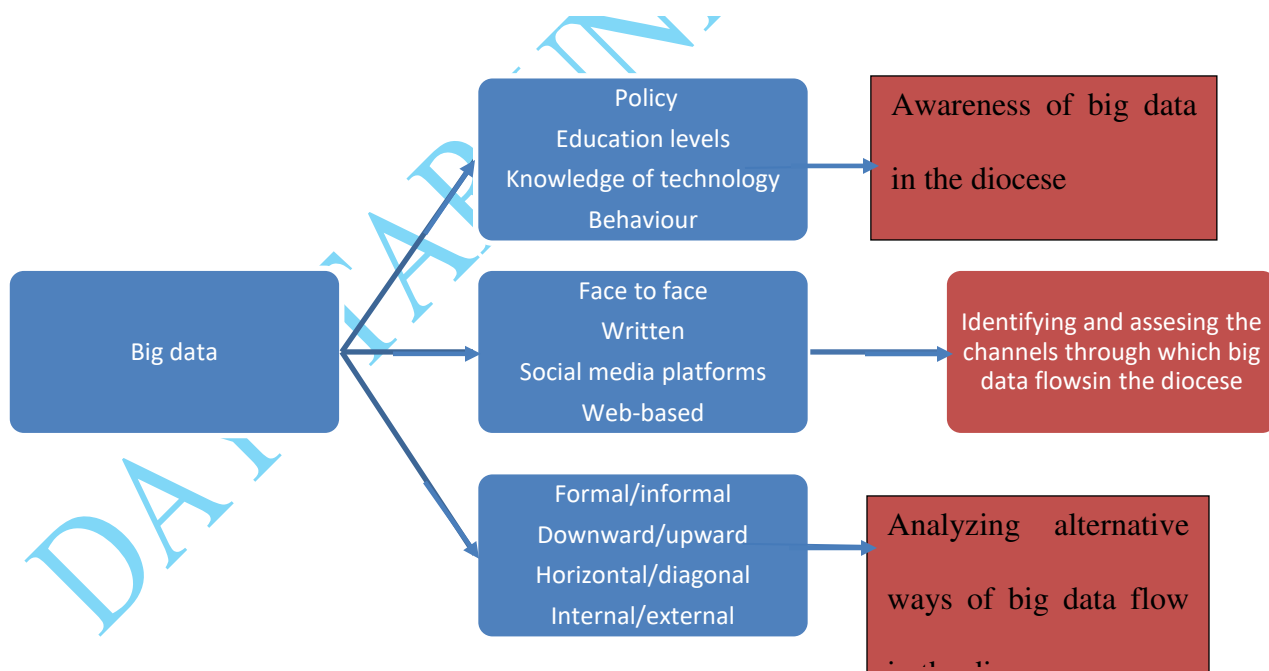 Big data
Policy
Education levels
Knowledge of technology
Behaviour
Awareness of big data
in the diocese
Face to face
Written
Social media platforms
Web-based
Identifying and assesing the
channels through which big
data flowsin the diocese
Formal/informal
Downward/upward
Horizontal/diagonal
Internal/external
Analyzing alternative
ways of big data flow